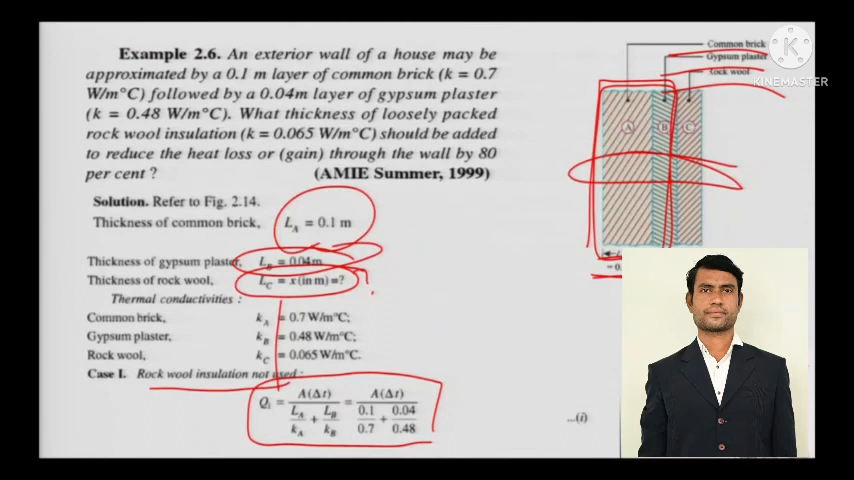 Example 2.6. An exterior wall of a house may be
approximated by a 0.1 m layer of common brick (k = 0.7
W/m°C) followed by a 0.04m layer of gypsum plaster
(k = 0.48 W/m°C). What thickness of loosely packed
rock wool insulation (k = 0.065 W/m°C) should be added
to reduce the heat loss or (gain) through the wall by 80
per cent ? (AMIE Summer, 1999)
Solution. Refer to Fig. 2.14.
Thickness of common brick, L_A = 0.1 m
Thickness of gypsum plaster, L_B = 0.04m
Thickness of rock wool, L_C = x (in m) = ?
?
Thermal conductivities :
Common brick, k_A = 0.7 W/m°C;
Gypsum plaster, k_B = 0.48 W/m°C;
Rock wool, k_C = 0.065 W/m°C.
Case I. Rock wool insulation not used :
Q₁ = A(Δt) / (L_A/k_A + L_B/k_B) = A(Δt) / (0.1/0.7 + 0.04/0.48) ...(i)
Common brick
Gypsum plaster
Rock wool
A B C
K
KINEMASTER